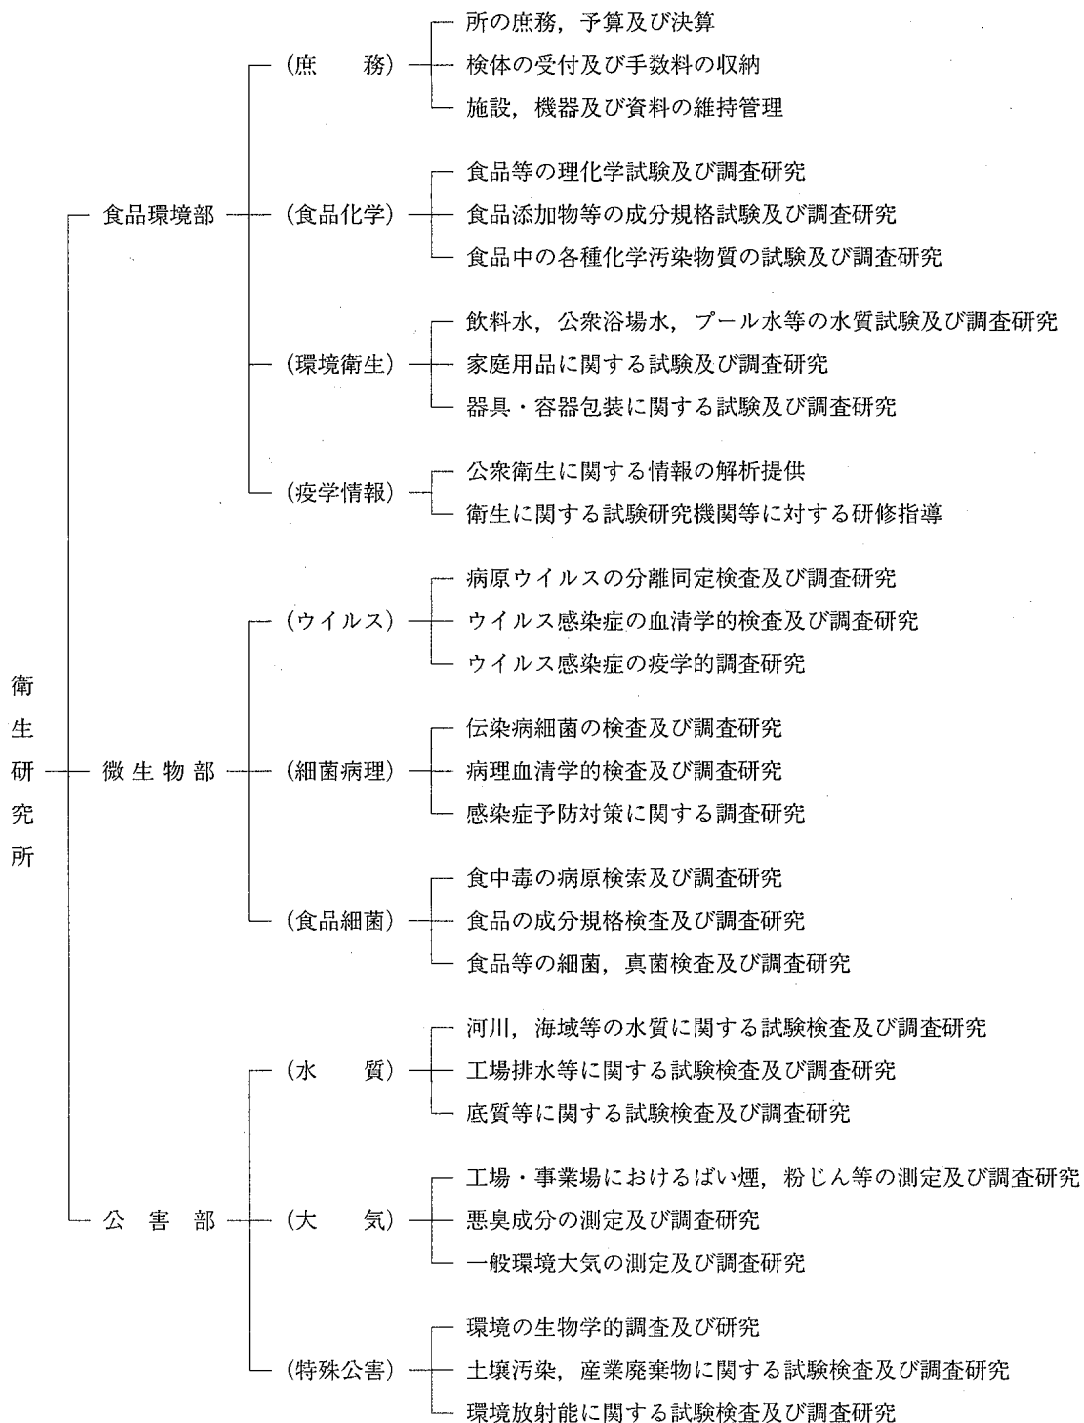 衛生研究所
食品環境部
(庶　　務)
所の庶務，予算及び決算
検体の受付及び手数料の収納
施設，機器及び資料の維持管理
(食品化学)
食品等の理化学試験及び調査研究
食品添加物等の成分規格試験及び調査研究
食品中の各種化学汚染物質の試験及び調査研究
(環境衛生)
飲料水，公衆浴場水，プール水等の水質試験及び調査研究
家庭用品に関する試験及び調査研究
器具・容器包装に関する試験及び調査研究
(疫学情報)
公衆衛生に関する情報の解析提供
衛生に関する試験研究機関等に対する研修指導
微生物部
(ウイルス)
病原ウイルスの分離同定検査及び調査研究
ウイルス感染症の血清学的検査及び調査研究
ウイルス感染症の疫学的調査研究
(細菌病理)
伝染病細菌の検査及び調査研究
病理血清学的検査及び調査研究
感染症予防対策に関する調査研究
(食品細菌)
食中毒の病原検索及び調査研究
食品の成分規格検査及び調査研究
食品等の細菌，真菌検査及び調査研究
公害部
(水　　質)
河川，海域等の水質に関する試験検査及び調査研究
工場排水等に関する試験検査及び調査研究
底質等に関する試験検査及び調査研究
(大　　気)
工場・事業場におけるばい煙，粉じん等の測定及び調査研究
悪臭成分の測定及び調査研究
一般環境大気の測定及び調査研究
(特殊公害)
環境の生物学的調査及び研究
土壌汚染，産業廃棄物に関する試験検査及び調査研究
環境放射能に関する試験検査及び調査研究